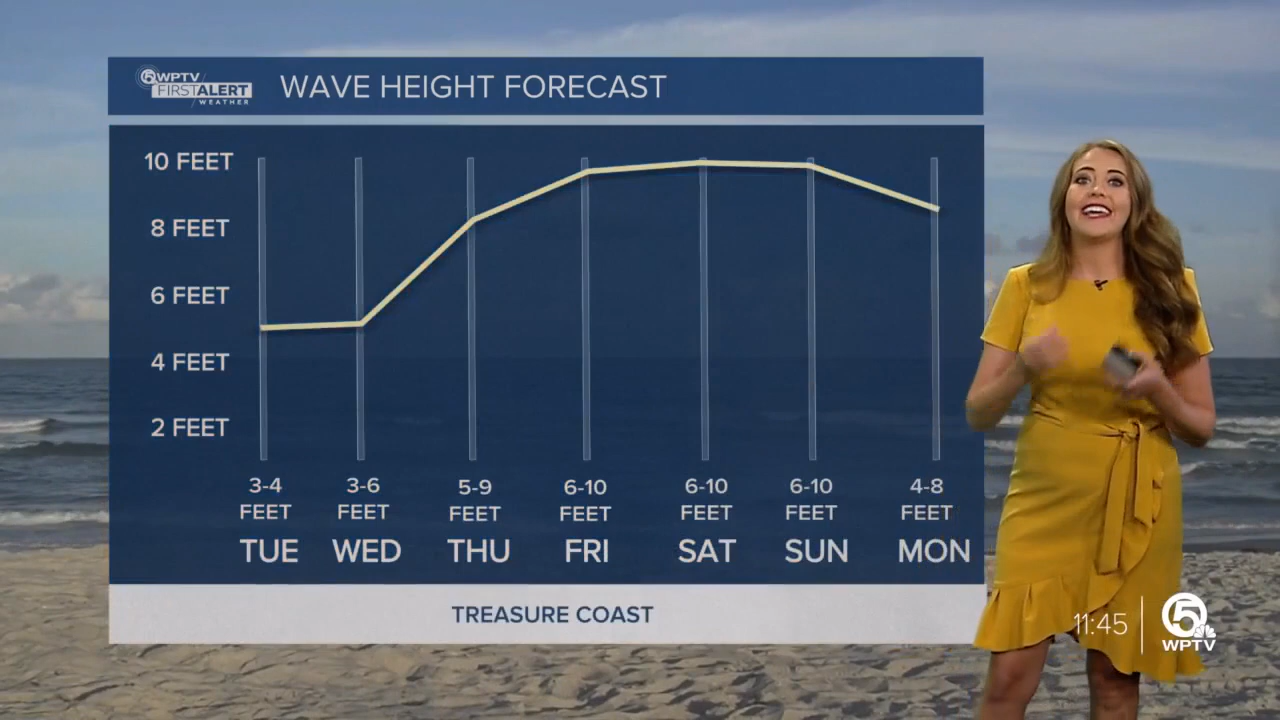 5 WPTV
FIRST ALERT
WEATHER
WAVE HEIGHT FORECAST
10 FEET
8 FEET
6 FEET
4 FEET
2 FEET
3-4 FEET
3-6 FEET
5-9 FEET
6-10 FEET
6-10 FEET
6-10 FEET
4-8 FEET
TUE WED THU FRI SAT SUN MON
TREASURE COAST
11:45
5
WPTV